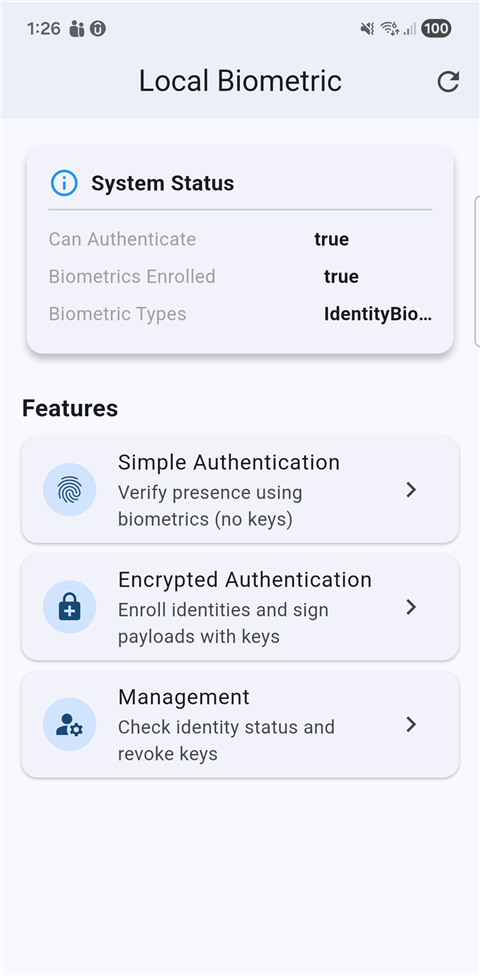 1:26
100
Local Biometric
System Status
Can Authenticate true
Biometrics Enrolled true
Biometric Types IdentityBio...
Features
Simple Authentication
Verify presence using
biometrics (no keys)
Encrypted Authentication
Enroll identities and sign
payloads with keys
Management
Check identity status and
revoke keys